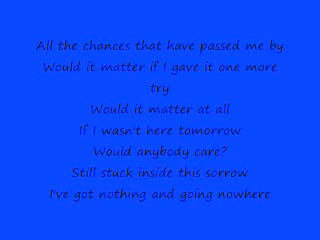 All the chances that have passed me by
Would it matter if I gave it one more
try
Would it matter at all
If I wasn't here tomorrow
Would anybody care?
Still stuck inside this sorrow
I've got nothing and going nowhere